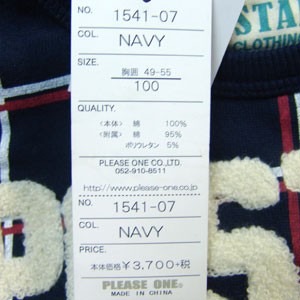 NO. 1541-07
COL. NAVY
SIZE. 胸囲 49-55
100
QUALITY.
〈本体〉 綿 100%
〈附属〉 綿 95%
ポリウレタン 5%
PLEASE ONE CO.LTD.
052-910-8511
http://www.please-one.co.jp
NO. 1541-07
COL. NAVY
PRICE.
本体価格 ¥3,700+税
PLEASE ONE.
MADE IN CHINA
STA
CLOTHIN